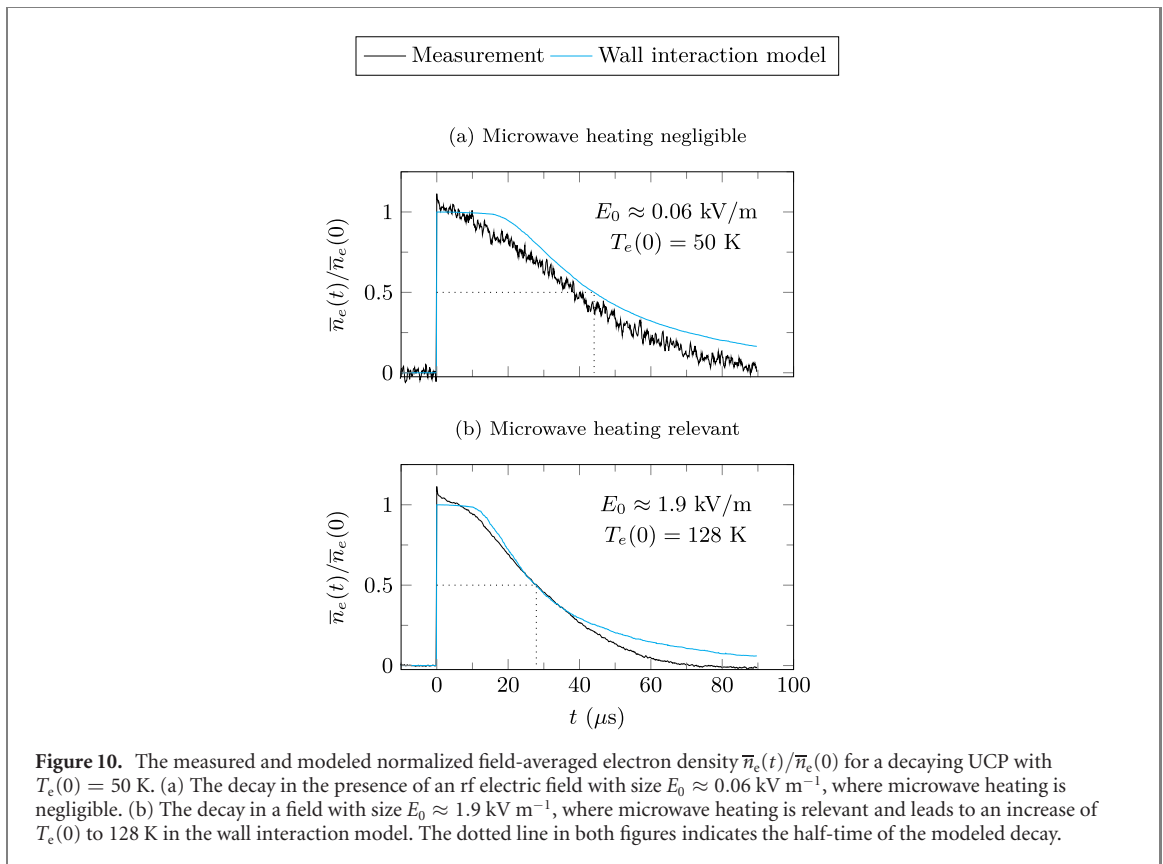 Measurement Wall interaction model
(a) Microwave heating negligible
1
0.5
0
n̅e(t)/n̅e(0)
E0 ≈ 0.06 kV/m
Te(0) = 50 K
(b) Microwave heating relevant
1
0.5
0
n̅e(t)/n̅e(0)
E0 ≈ 1.9 kV/m
Te(0) = 128 K
0 20 40 60 80 100
t (μs)
Figure 10. The measured and modeled normalized field-averaged electron density n̅e(t)/n̅e(0) for a decaying UCP with
Te(0) = 50 K. (a) The decay in the presence of an rf electric field with size E0 ≈ 0.06 kV m−1, where microwave heating is
negligible. (b) The decay in a field with size E0 ≈ 1.9 kV m−1, where microwave heating is relevant and leads to an increase of
Te(0) to 128 K in the wall interaction model. The dotted line in both figures indicates the half-time of the modeled decay.